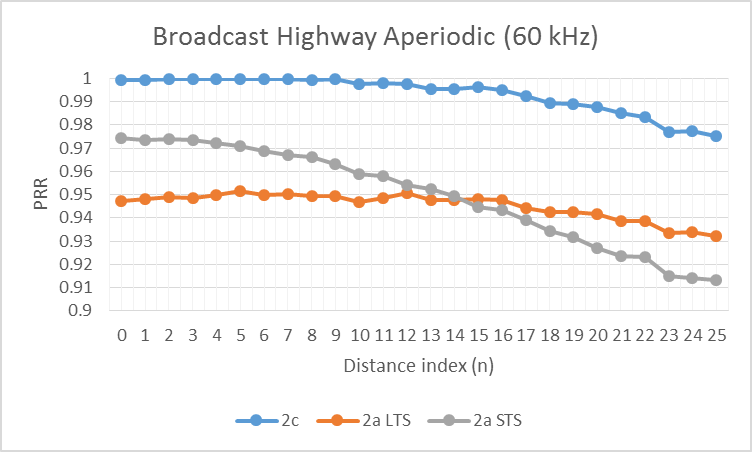 Broadcast Highway Aperiodic (60 kHz)
1
0.99
0.98
0.97
0.96
0.95
0.94
0.93
0.92
0.91
0.9
PRR
0 1 2 3 4 5 6 7 8 9 10 11 12 13 14 15 16 17 18 19 20 21 22 23 24 25
Distance index (n)
2c 2a LTS 2a STS